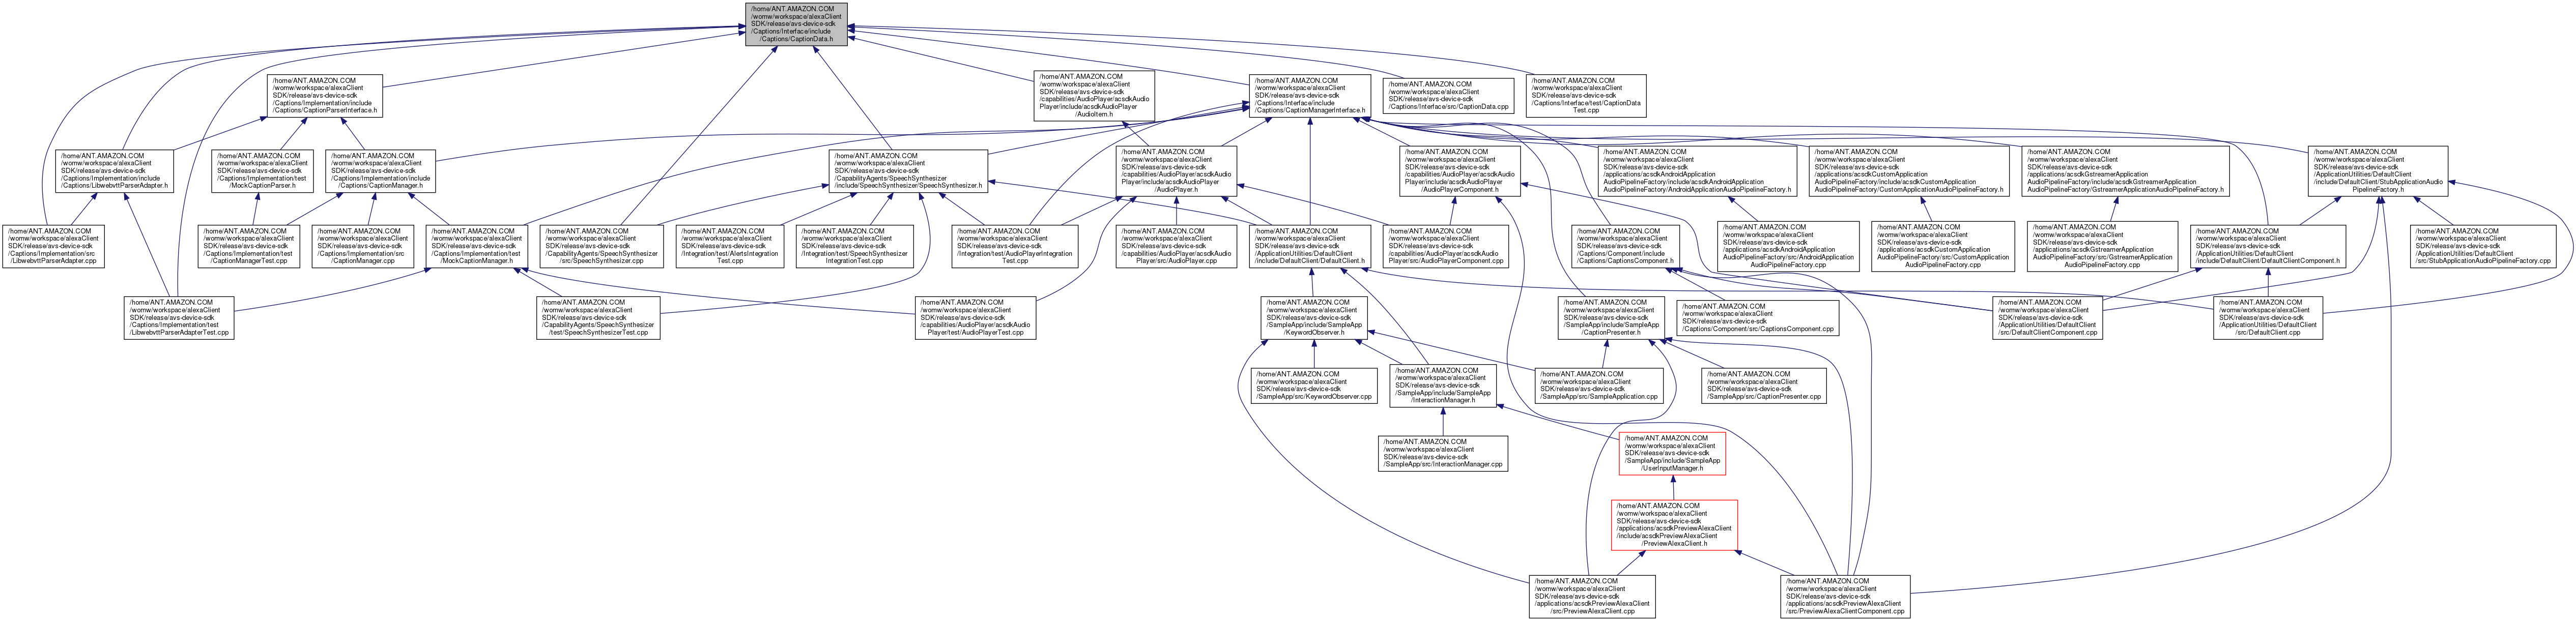 /home/ANT.AMAZON.COM
/womw/workspace/alexaClient
SDK/release/avs-device-sdk
/Captions/Interface/include
/Captions/CaptionData.h
/home/ANT.AMAZON.COM
/womw/workspace/alexaClient
SDK/release/avs-device-sdk
/Captions/Implementation/include
/Captions/CaptionParserInterface.h
/home/ANT.AMAZON.COM
/womw/workspace/alexaClient
SDK/release/avs-device-sdk
/capabilities/AudioPlayer/acsdkAudio
Player/include/acsdkAudioPlayer
/AudioItem.h
/home/ANT.AMAZON.COM
/womw/workspace/alexaClient
SDK/release/avs-device-sdk
/Captions/Interface/include
/Captions/CaptionManagerInterface.h
/home/ANT.AMAZON.COM
/womw/workspace/alexaClient
SDK/release/avs-device-sdk
/Captions/Interface/src/CaptionData.cpp
/home/ANT.AMAZON.COM
/womw/workspace/alexaClient
SDK/release/avs-device-sdk
/Captions/Interface/test/CaptionData
Test.cpp
/home/ANT.AMAZON.COM
/womw/workspace/alexaClient
SDK/release/avs-device-sdk
/Captions/Implementation/include
/Captions/LibwebvttParserAdapter.h
/home/ANT.AMAZON.COM
/womw/workspace/alexaClient
SDK/release/avs-device-sdk
/Captions/Implementation/test
/MockCaptionParser.h
/home/ANT.AMAZON.COM
/womw/workspace/alexaClient
SDK/release/avs-device-sdk
/Captions/Implementation/include
/Captions/CaptionManager.h
/home/ANT.AMAZON.COM
/womw/workspace/alexaClient
SDK/release/avs-device-sdk
/CapabilityAgents/SpeechSynthesizer
/include/SpeechSynthesizer/SpeechSynthesizer.h
/home/ANT.AMAZON.COM
/womw/workspace/alexaClient
SDK/release/avs-device-sdk
/capabilities/AudioPlayer/acsdkAudio
Player/include/acsdkAudioPlayer
/AudioPlayer.h
/home/ANT.AMAZON.COM
/womw/workspace/alexaClient
SDK/release/avs-device-sdk
/capabilities/AudioPlayer/acsdkAudio
Player/include/acsdkAudioPlayer
/AudioPlayerComponent.h
/home/ANT.AMAZON.COM
/womw/workspace/alexaClient
SDK/release/avs-device-sdk
/applications/acsdkAndroidApplication
AudioPipelineFactory/include/acsdkAndroidApplication
AudioPipelineFactory/AndroidApplicationAudioPipelineFactory.h
/home/ANT.AMAZON.COM
/womw/workspace/alexaClient
SDK/release/avs-device-sdk
/applications/acsdkCustomApplication
AudioPipelineFactory/include/acsdkCustomApplication
AudioPipelineFactory/CustomApplicationAudioPipelineFactory.h
/home/ANT.AMAZON.COM
/womw/workspace/alexaClient
SDK/release/avs-device-sdk
/applications/acsdkGstreamerApplication
AudioPipelineFactory/include/acsdkGstreamerApplication
AudioPipelineFactory/GstreamerApplicationAudioPipelineFactory.h
/home/ANT.AMAZON.COM
/womw/workspace/alexaClient
SDK/release/avs-device-sdk
/ApplicationUtilities/DefaultClient
/include/DefaultClient/StubApplicationAudio
PipelineFactory.h
/home/ANT.AMAZON.COM
/womw/workspace/alexaClient
SDK/release/avs-device-sdk
/Captions/Implementation/src
/LibwebvttParserAdapter.cpp
/home/ANT.AMAZON.COM
/womw/workspace/alexaClient
SDK/release/avs-device-sdk
/Captions/Implementation/test
/CaptionManagerTest.cpp
/home/ANT.AMAZON.COM
/womw/workspace/alexaClient
SDK/release/avs-device-sdk
/Captions/Implementation/src
/CaptionManager.cpp
/home/ANT.AMAZON.COM
/womw/workspace/alexaClient
SDK/release/avs-device-sdk
/Captions/Implementation/test
/MockCaptionManager.h
/home/ANT.AMAZON.COM
/womw/workspace/alexaClient
SDK/release/avs-device-sdk
/CapabilityAgents/SpeechSynthesizer
/src/SpeechSynthesizer.cpp
/home/ANT.AMAZON.COM
/womw/workspace/alexaClient
SDK/release/avs-device-sdk
/Integration/test/AlertsIntegration
Test.cpp
/home/ANT.AMAZON.COM
/womw/workspace/alexaClient
SDK/release/avs-device-sdk
/Integration/test/SpeechSynthesizer
IntegrationTest.cpp
/home/ANT.AMAZON.COM
/womw/workspace/alexaClient
SDK/release/avs-device-sdk
/Integration/test/AudioPlayerIntegration
Test.cpp
/home/ANT.AMAZON.COM
/womw/workspace/alexaClient
SDK/release/avs-device-sdk
/capabilities/AudioPlayer/acsdkAudio
Player/src/AudioPlayer.cpp
/home/ANT.AMAZON.COM
/womw/workspace/alexaClient
SDK/release/avs-device-sdk
/ApplicationUtilities/DefaultClient
/include/DefaultClient/DefaultClient.h
/home/ANT.AMAZON.COM
/womw/workspace/alexaClient
SDK/release/avs-device-sdk
/capabilities/AudioPlayer/acsdkAudio
Player/src/AudioPlayerComponent.cpp
/home/ANT.AMAZON.COM
/womw/workspace/alexaClient
SDK/release/avs-device-sdk
/Captions/Component/include
/Captions/CaptionsComponent.h
/home/ANT.AMAZON.COM
/womw/workspace/alexaClient
SDK/release/avs-device-sdk
/applications/acsdkAndroidApplication
AudioPipelineFactory/src/AndroidApplication
AudioPipelineFactory.cpp
/home/ANT.AMAZON.COM
/womw/workspace/alexaClient
SDK/release/avs-device-sdk
/applications/acsdkCustomApplication
AudioPipelineFactory/src/CustomApplication
AudioPipelineFactory.cpp
/home/ANT.AMAZON.COM
/womw/workspace/alexaClient
SDK/release/avs-device-sdk
/applications/acsdkGstreamerApplication
AudioPipelineFactory/src/GstreamerApplication
AudioPipelineFactory.cpp
/home/ANT.AMAZON.COM
/womw/workspace/alexaClient
SDK/release/avs-device-sdk
/ApplicationUtilities/DefaultClient
/include/DefaultClient/DefaultClientComponent.h
/home/ANT.AMAZON.COM
/womw/workspace/alexaClient
SDK/release/avs-device-sdk
/ApplicationUtilities/DefaultClient
/src/StubApplicationAudioPipelineFactory.cpp
/home/ANT.AMAZON.COM
/womw/workspace/alexaClient
SDK/release/avs-device-sdk
/Captions/Implementation/test
/LibwebvttParserAdapterTest.cpp
/home/ANT.AMAZON.COM
/womw/workspace/alexaClient
SDK/release/avs-device-sdk
/CapabilityAgents/SpeechSynthesizer
/test/SpeechSynthesizerTest.cpp
/home/ANT.AMAZON.COM
/womw/workspace/alexaClient
SDK/release/avs-device-sdk
/capabilities/AudioPlayer/acsdkAudio
Player/test/AudioPlayerTest.cpp
/home/ANT.AMAZON.COM
/womw/workspace/alexaClient
SDK/release/avs-device-sdk
/SampleApp/include/SampleApp
/KeywordObserver.h
/home/ANT.AMAZON.COM
/womw/workspace/alexaClient
SDK/release/avs-device-sdk
/SampleApp/include/SampleApp
/CaptionPresenter.h
/home/ANT.AMAZON.COM
/womw/workspace/alexaClient
SDK/release/avs-device-sdk
/Captions/Component/src/CaptionsComponent.cpp
/home/ANT.AMAZON.COM
/womw/workspace/alexaClient
SDK/release/avs-device-sdk
/ApplicationUtilities/DefaultClient
/src/DefaultClientComponent.cpp
/home/ANT.AMAZON.COM
/womw/workspace/alexaClient
SDK/release/avs-device-sdk
/ApplicationUtilities/DefaultClient
/src/DefaultClient.cpp
/home/ANT.AMAZON.COM
/womw/workspace/alexaClient
SDK/release/avs-device-sdk
/SampleApp/src/KeywordObserver.cpp
/home/ANT.AMAZON.COM
/womw/workspace/alexaClient
SDK/release/avs-device-sdk
/SampleApp/include/SampleApp
/InteractionManager.h
/home/ANT.AMAZON.COM
/womw/workspace/alexaClient
SDK/release/avs-device-sdk
/SampleApp/src/SampleApplication.cpp
/home/ANT.AMAZON.COM
/womw/workspace/alexaClient
SDK/release/avs-device-sdk
/SampleApp/src/CaptionPresenter.cpp
/home/ANT.AMAZON.COM
/womw/workspace/alexaClient
SDK/release/avs-device-sdk
/SampleApp/src/InteractionManager.cpp
/home/ANT.AMAZON.COM
/womw/workspace/alexaClient
SDK/release/avs-device-sdk
/SampleApp/include/SampleApp
/UserInputManager.h
/home/ANT.AMAZON.COM
/womw/workspace/alexaClient
SDK/release/avs-device-sdk
/applications/acsdkPreviewAlexaClient
/include/acsdkPreviewAlexaClient
/PreviewAlexaClient.h
/home/ANT.AMAZON.COM
/womw/workspace/alexaClient
SDK/release/avs-device-sdk
/applications/acsdkPreviewAlexaClient
/src/PreviewAlexaClient.cpp
/home/ANT.AMAZON.COM
/womw/workspace/alexaClient
SDK/release/avs-device-sdk
/applications/acsdkPreviewAlexaClient
/src/PreviewAlexaClientComponent.cpp